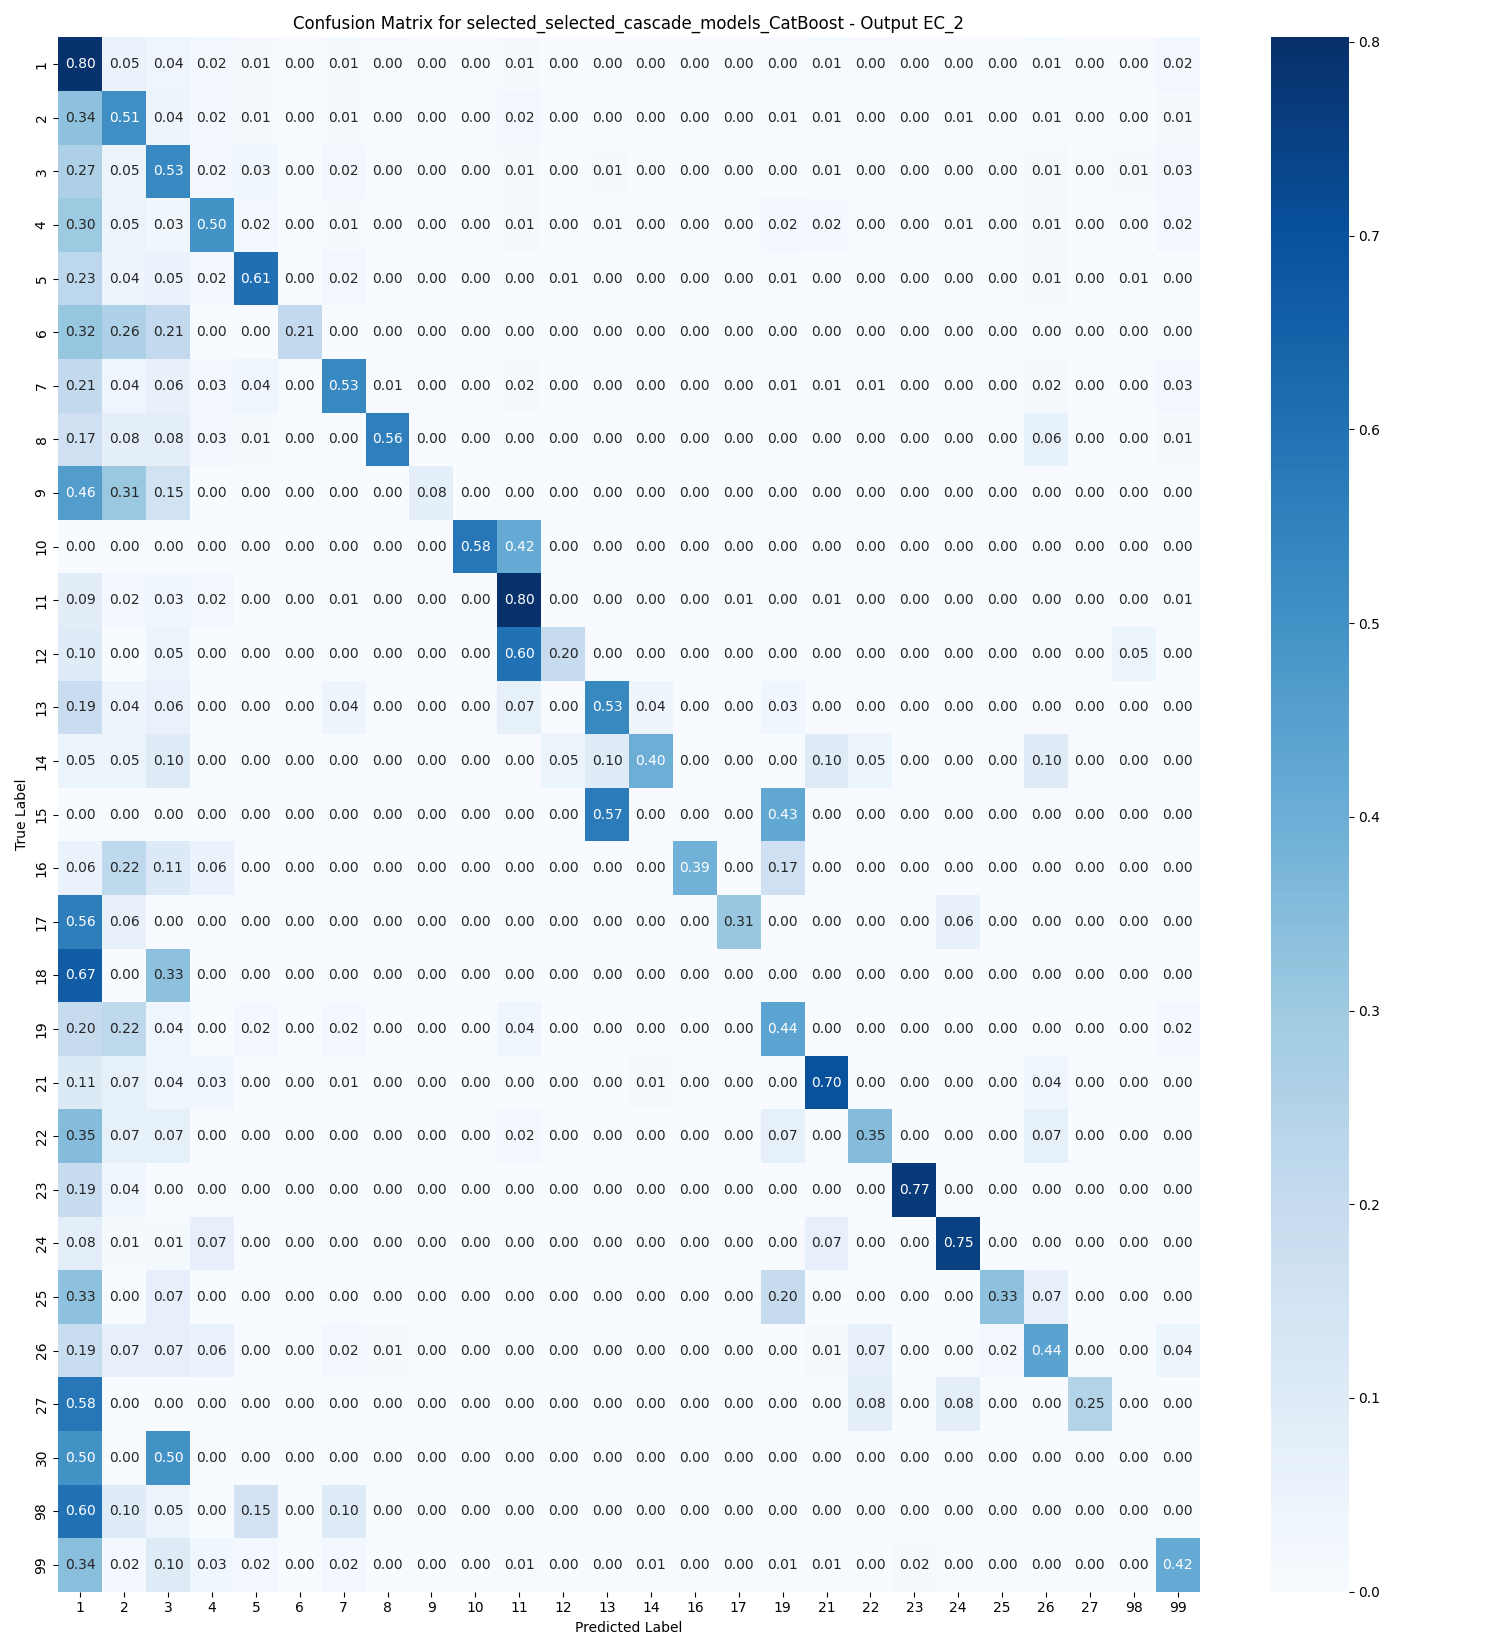 Confusion Matrix for selected_selected_cascade_models_CatBoost - Output EC_2
1 0.80 0.05 0.04 0.02 0.01 0.00 0.01 0.00 0.00 0.00 0.01 0.00 0.00 0.00 0.00 0.00 0.00 0.01 0.00 0.00 0.00 0.00 0.01 0.00 0.00 0.02
2 0.34 0.51 0.04 0.02 0.01 0.00 0.01 0.00 0.00 0.00 0.02 0.00 0.00 0.00 0.00 0.00 0.01 0.01 0.00 0.00 0.01 0.00 0.01 0.00 0.00 0.01
3 0.27 0.05 0.53 0.02 0.03 0.00 0.02 0.00 0.00 0.00 0.01 0.00 0.01 0.00 0.00 0.00 0.00 0.01 0.00 0.00 0.00 0.00 0.01 0.00 0.01 0.03
4 0.30 0.05 0.03 0.50 0.02 0.00 0.01 0.00 0.00 0.00 0.01 0.00 0.01 0.00 0.00 0.00 0.02 0.02 0.00 0.00 0.01 0.00 0.01 0.00 0.00 0.02
5 0.23 0.04 0.05 0.02 0.61 0.00 0.02 0.00 0.00 0.00 0.00 0.01 0.00 0.00 0.00 0.00 0.01 0.00 0.00 0.00 0.00 0.00 0.01 0.00 0.01 0.00
6 0.32 0.26 0.21 0.00 0.00 0.21 0.00 0.00 0.00 0.00 0.00 0.00 0.00 0.00 0.00 0.00 0.00 0.00 0.00 0.00 0.00 0.00 0.00 0.00 0.00 0.00
7 0.21 0.04 0.06 0.03 0.04 0.00 0.53 0.01 0.00 0.00 0.02 0.00 0.00 0.00 0.00 0.00 0.01 0.01 0.01 0.00 0.00 0.00 0.02 0.00 0.00 0.03
8 0.17 0.08 0.08 0.03 0.01 0.00 0.00 0.56 0.00 0.00 0.00 0.00 0.00 0.00 0.00 0.00 0.00 0.00 0.00 0.00 0.00 0.00 0.06 0.00 0.00 0.01
9 0.46 0.31 0.15 0.00 0.00 0.00 0.00 0.00 0.08 0.00 0.00 0.00 0.00 0.00 0.00 0.00 0.00 0.00 0.00 0.00 0.00 0.00 0.00 0.00 0.00 0.00
10 0.00 0.00 0.00 0.00 0.00 0.00 0.00 0.00 0.00 0.58 0.42 0.00 0.00 0.00 0.00 0.00 0.00 0.00 0.00 0.00 0.00 0.00 0.00 0.00 0.00 0.00
11 0.09 0.02 0.03 0.02 0.00 0.00 0.01 0.00 0.00 0.00 0.80 0.00 0.00 0.00 0.00 0.01 0.00 0.01 0.00 0.00 0.00 0.00 0.00 0.00 0.00 0.01
12 0.10 0.00 0.05 0.00 0.00 0.00 0.00 0.00 0.00 0.00 0.60 0.20 0.00 0.00 0.00 0.00 0.00 0.00 0.00 0.00 0.00 0.00 0.00 0.00 0.05 0.00
13 0.19 0.04 0.06 0.00 0.00 0.00 0.04 0.00 0.00 0.00 0.07 0.00 0.53 0.04 0.00 0.00 0.03 0.00 0.00 0.00 0.00 0.00 0.00 0.00 0.00 0.00
14 0.05 0.05 0.10 0.00 0.00 0.00 0.00 0.00 0.00 0.00 0.00 0.05 0.10 0.40 0.00 0.00 0.00 0.10 0.05 0.00 0.00 0.00 0.10 0.00 0.00 0.00
15 0.00 0.00 0.00 0.00 0.00 0.00 0.00 0.00 0.00 0.00 0.00 0.00 0.57 0.00 0.00 0.00 0.43 0.00 0.00 0.00 0.00 0.00 0.00 0.00 0.00 0.00
16 0.06 0.22 0.11 0.06 0.00 0.00 0.00 0.00 0.00 0.00 0.00 0.00 0.00 0.00 0.39 0.00 0.17 0.00 0.00 0.00 0.00 0.00 0.00 0.00 0.00 0.00
17 0.56 0.06 0.00 0.00 0.00 0.00 0.00 0.00 0.00 0.00 0.00 0.00 0.00 0.00 0.00 0.31 0.00 0.00 0.00 0.00 0.06 0.00 0.00 0.00 0.00 0.00
18 0.67 0.00 0.33 0.00 0.00 0.00 0.00 0.00 0.00 0.00 0.00 0.00 0.00 0.00 0.00 0.00 0.00 0.00 0.00 0.00 0.00 0.00 0.00 0.00 0.00 0.00
19 0.20 0.22 0.04 0.00 0.02 0.00 0.02 0.00 0.00 0.00 0.04 0.00 0.00 0.00 0.00 0.00 0.44 0.00 0.00 0.00 0.00 0.00 0.00 0.00 0.00 0.02
21 0.11 0.07 0.04 0.03 0.00 0.00 0.01 0.00 0.00 0.00 0.00 0.00 0.00 0.01 0.00 0.00 0.00 0.70 0.00 0.00 0.00 0.00 0.04 0.00 0.00 0.00
22 0.35 0.07 0.07 0.00 0.00 0.00 0.00 0.00 0.00 0.00 0.02 0.00 0.00 0.00 0.00 0.00 0.07 0.00 0.35 0.00 0.00 0.00 0.07 0.00 0.00 0.00
23 0.19 0.04 0.00 0.00 0.00 0.00 0.00 0.00 0.00 0.00 0.00 0.00 0.00 0.00 0.00 0.00 0.00 0.00 0.00 0.77 0.00 0.00 0.00 0.00 0.00 0.00
24 0.08 0.01 0.01 0.07 0.00 0.00 0.00 0.00 0.00 0.00 0.00 0.00 0.00 0.00 0.00 0.00 0.00 0.07 0.00 0.00 0.75 0.00 0.00 0.00 0.00 0.00
25 0.33 0.00 0.07 0.00 0.00 0.00 0.00 0.00 0.00 0.00 0.00 0.00 0.00 0.00 0.00 0.00 0.20 0.00 0.00 0.00 0.00 0.33 0.07 0.00 0.00 0.00
26 0.19 0.07 0.07 0.06 0.00 0.00 0.02 0.01 0.00 0.00 0.00 0.00 0.00 0.00 0.00 0.00 0.00 0.01 0.07 0.00 0.00 0.02 0.44 0.00 0.00 0.04
27 0.58 0.00 0.00 0.00 0.00 0.00 0.00 0.00 0.00 0.00 0.00 0.00 0.00 0.00 0.00 0.00 0.00 0.00 0.08 0.00 0.08 0.00 0.00 0.25 0.00 0.00
30 0.50 0.00 0.50 0.00 0.00 0.00 0.00 0.00 0.00 0.00 0.00 0.00 0.00 0.00 0.00 0.00 0.00 0.00 0.00 0.00 0.00 0.00 0.00 0.00 0.00 0.00
98 0.60 0.10 0.05 0.00 0.15 0.00 0.10 0.00 0.00 0.00 0.00 0.00 0.00 0.00 0.00 0.00 0.00 0.00 0.00 0.00 0.00 0.00 0.00 0.00 0.00 0.00
99 0.34 0.02 0.10 0.03 0.02 0.00 0.02 0.00 0.00 0.00 0.01 0.00 0.00 0.01 0.00 0.00 0.01 0.01 0.00 0.02 0.00 0.00 0.00 0.00 0.00 0.42
1 2 3 4 5 6 7 8 9 10 11 12 13 14 16 17 19 21 22 23 24 25 26 27 98 99
Predicted Label
True Label
0.8
0.7
0.6
0.5
0.4
0.3
0.2
0.1
0.0